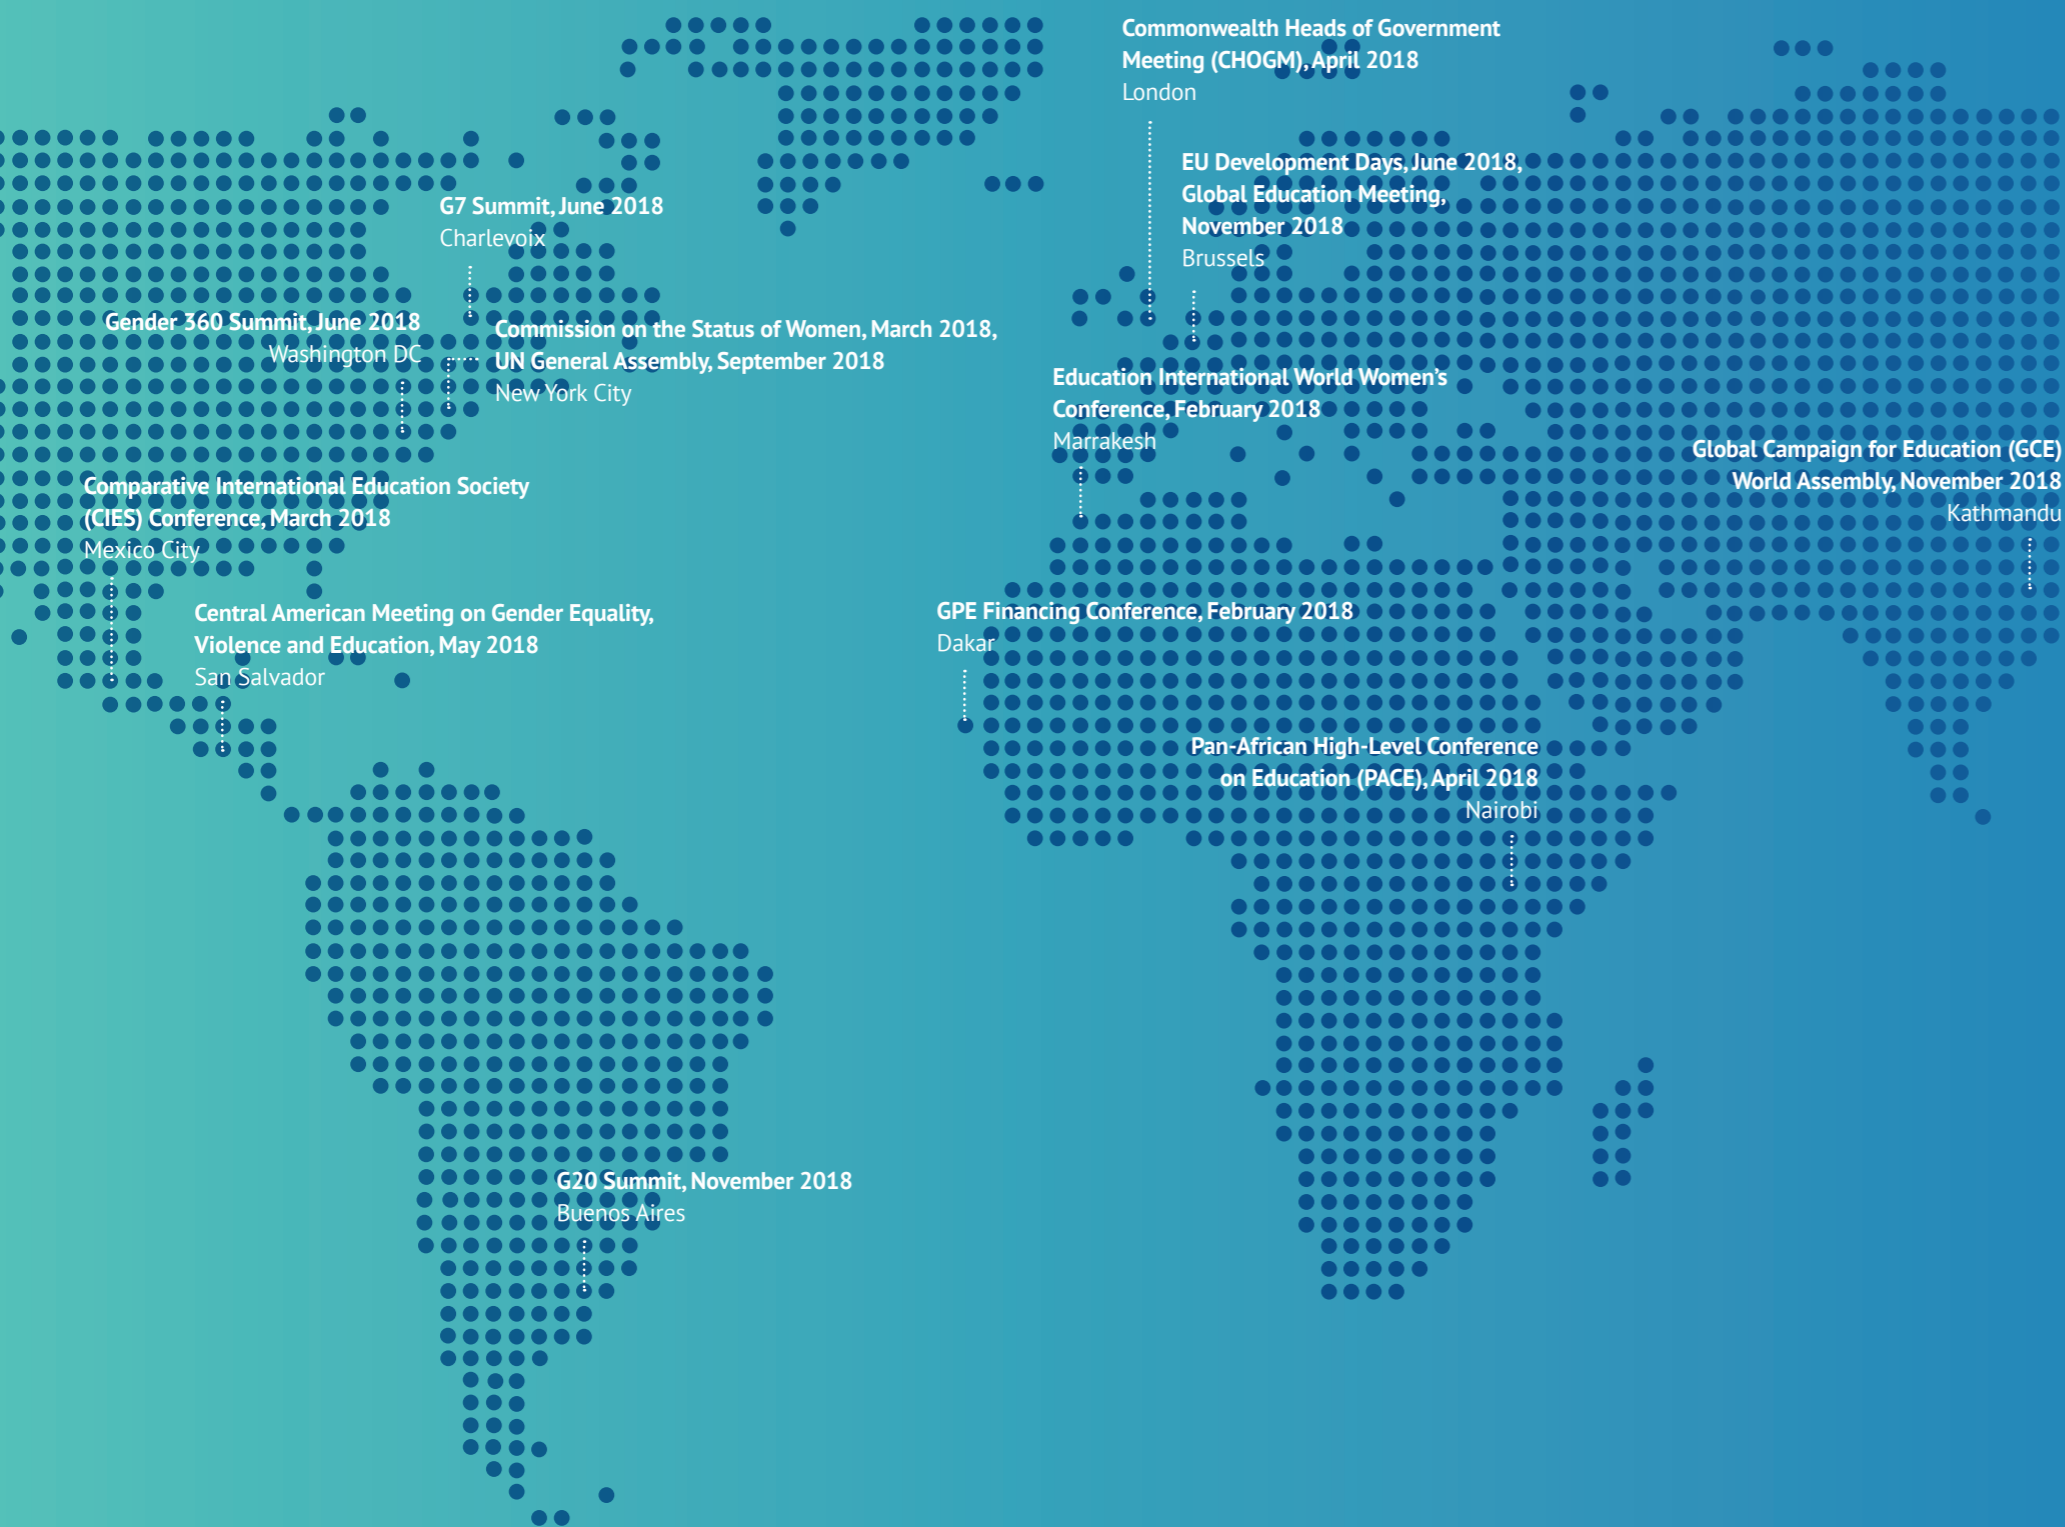 Commonwealth Heads of Government
Meeting (CHOGM), April 2018
London
EU Development Days, June 2018,
Global Education Meeting,
November 2018
Brussels
G7 Summit, June 2018
Charlevoix
Gender 360 Summit, June 2018
Washington DC
Commission on the Status of Women, March 2018,
UN General Assembly, September 2018
New York City
Education International World Women's
Conference, February 2018
Marrakesh
Global Campaign for Education (GCE)
World Assembly, November 2018
Kathmandu
Comparative International Education Society
(CIES) Conference, March 2018
Mexico City
Central American Meeting on Gender Equality,
Violence and Education, May 2018
San Salvador
GPE Financing Conference, February 2018
Dakar
Pan-African High-Level Conference
on Education (PACE), April 2018
Nairobi
G20 Summit, November 2018
Buenos Aires